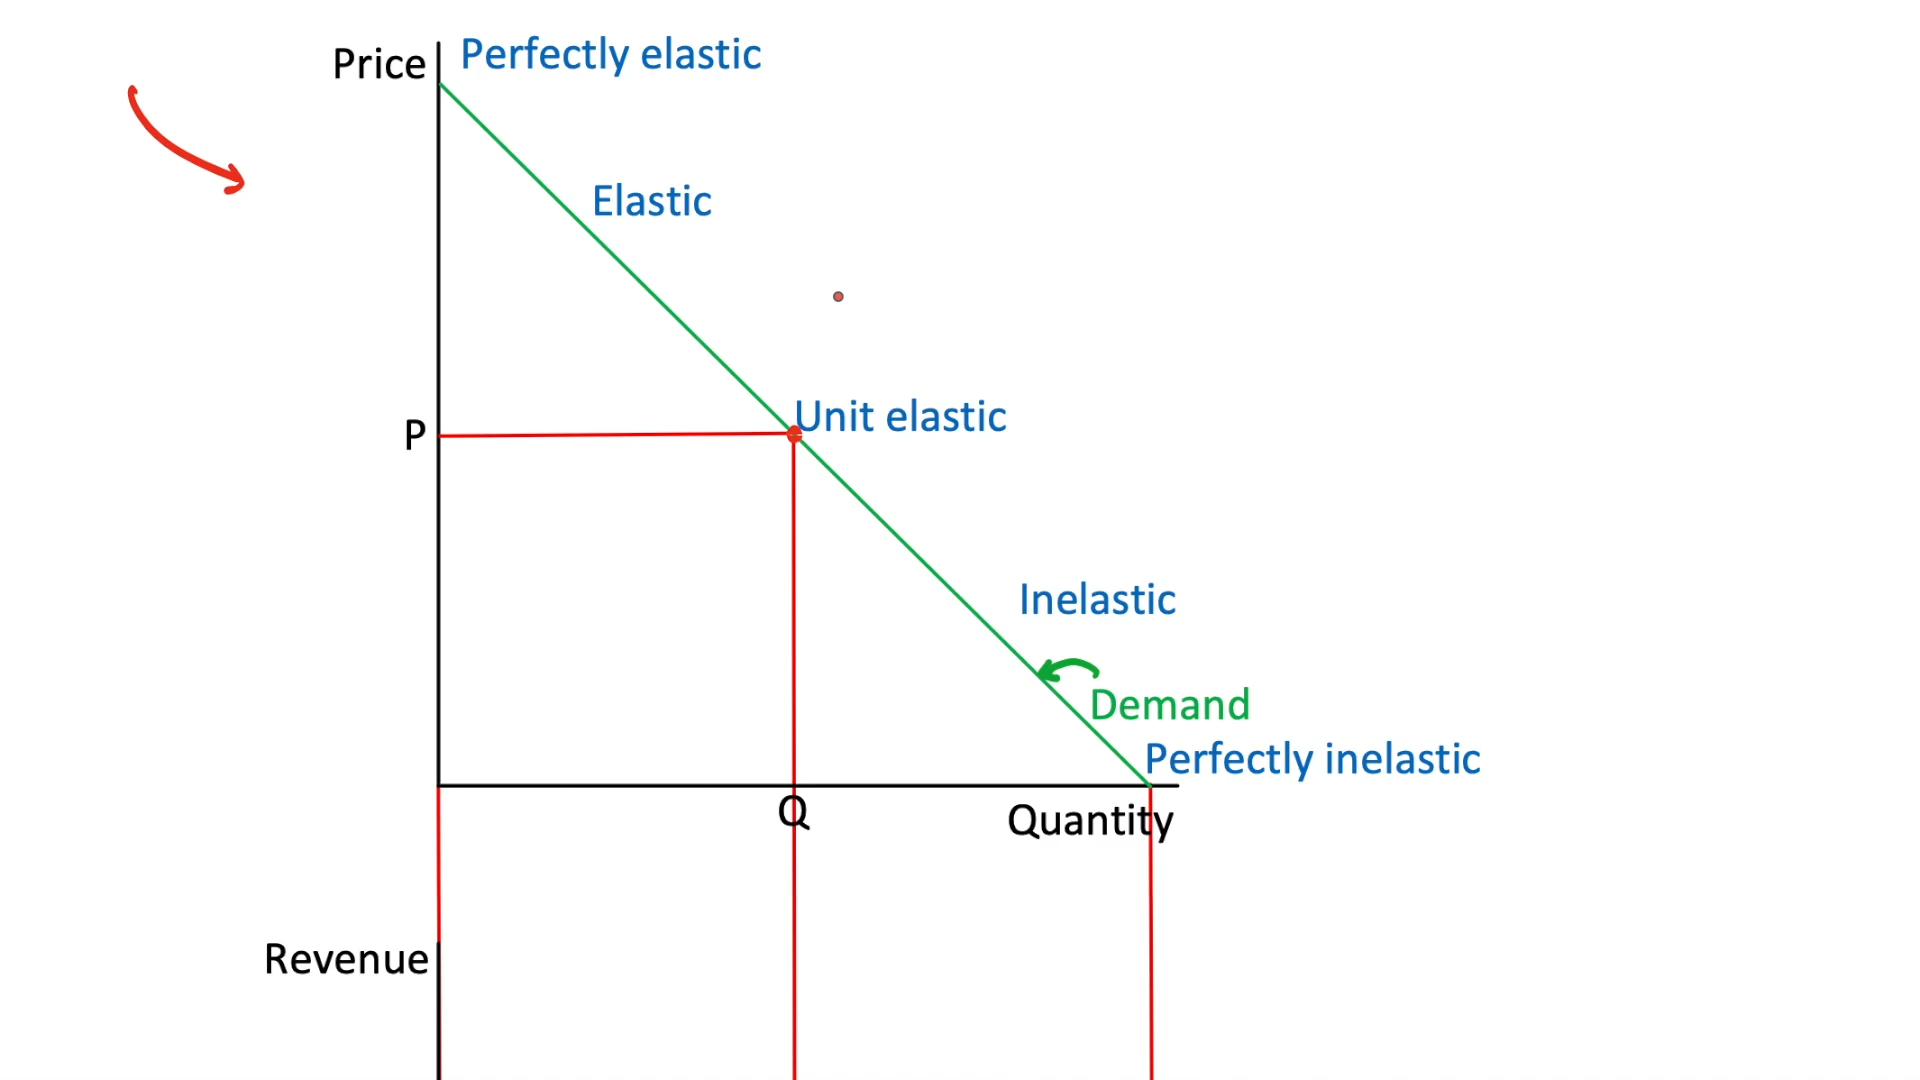 Price
Perfectly elastic
Elastic
P
Unit elastic
Inelastic
Demand
Perfectly inelastic
Q
Quantity
Revenue